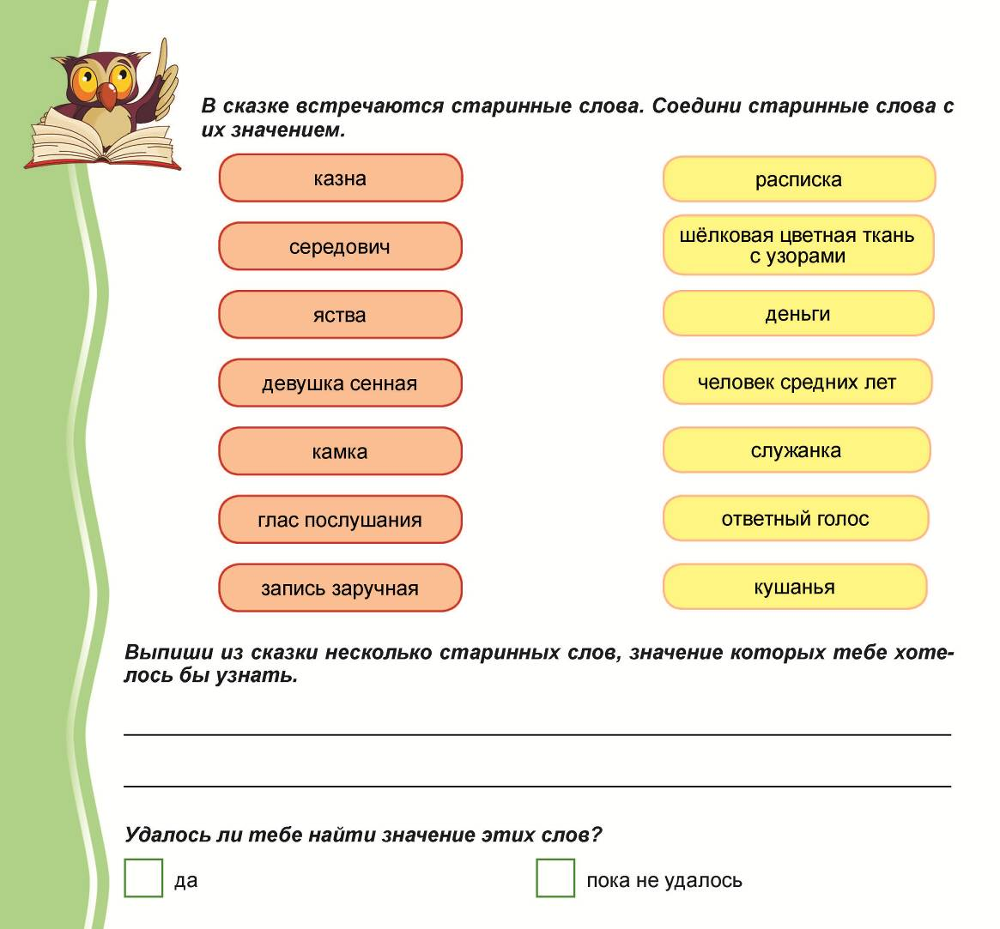 В сказке встречаются старинные слова. Соедини старинные слова с
их значением.
казна
расписка
середович
шёлковая цветная ткань
с узорами
яства
деньги
девушка сенная
человек средних лет
камка
служанка
глас послушания
ответный голос
запись заручная
кушанья
Выпиши из сказки несколько старинных слов, значение которых тебе хоте-
лось бы узнать.
Удалось ли тебе найти значение этих слов?
да
пока не удалось